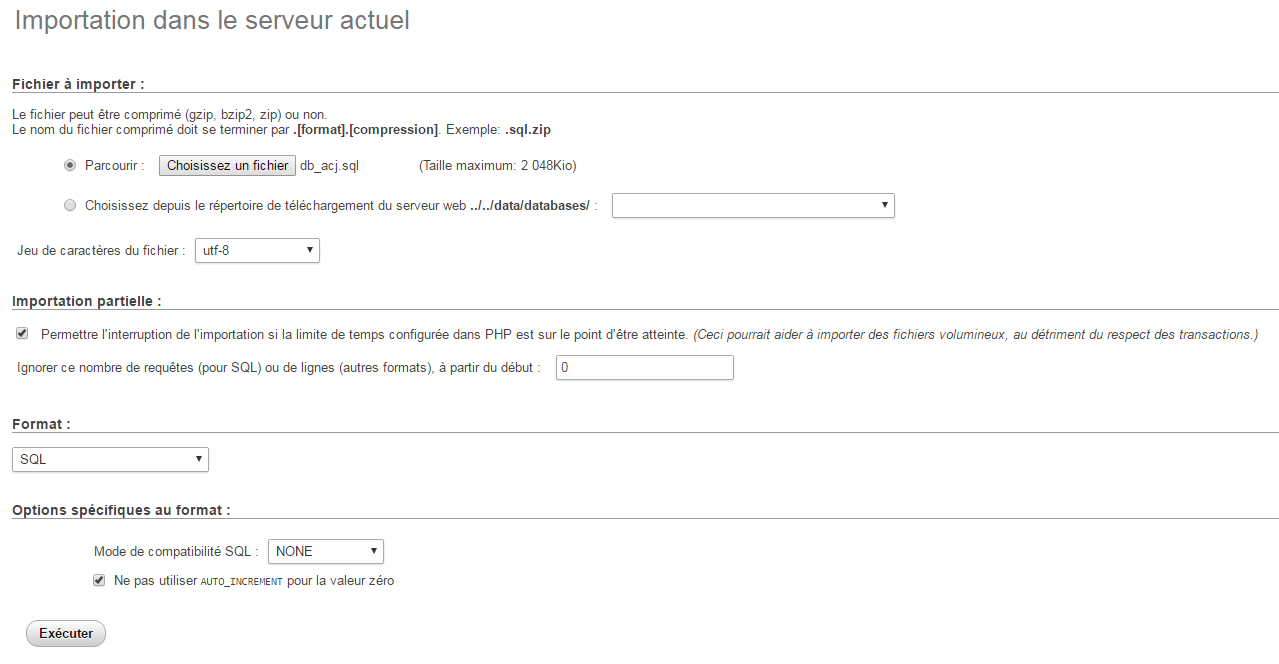 Importation dans le serveur actuel
Fichier à importer :
Le fichier peut être comprimé (gzip, bzip2, zip) ou non.
Le nom du fichier comprimé doit se terminer par .[format].[compression]. Exemple: .sql.zip
Parcourir : Choisissez un fichier db_acj.sql (Taille maximum: 2 048Kio)
Choisissez depuis le répertoire de téléchargement du serveur web ../../data/databases/ :
Jeu de caractères du fichier : utf-8
Importation partielle :
Permettre l'interruption de l'importation si la limite de temps configurée dans PHP est sur le point d'être atteinte. (Ceci pourrait aider à importer des fichiers volumineux, au détriment du respect des transactions.)
Ignorer ce nombre de requêtes (pour SQL) ou de lignes (autres formats), à partir du début : 0
Format :
SQL
Options spécifiques au format :
Mode de compatibilité SQL : NONE
Ne pas utiliser AUTO_INCREMENT pour la valeur zéro
Exécuter